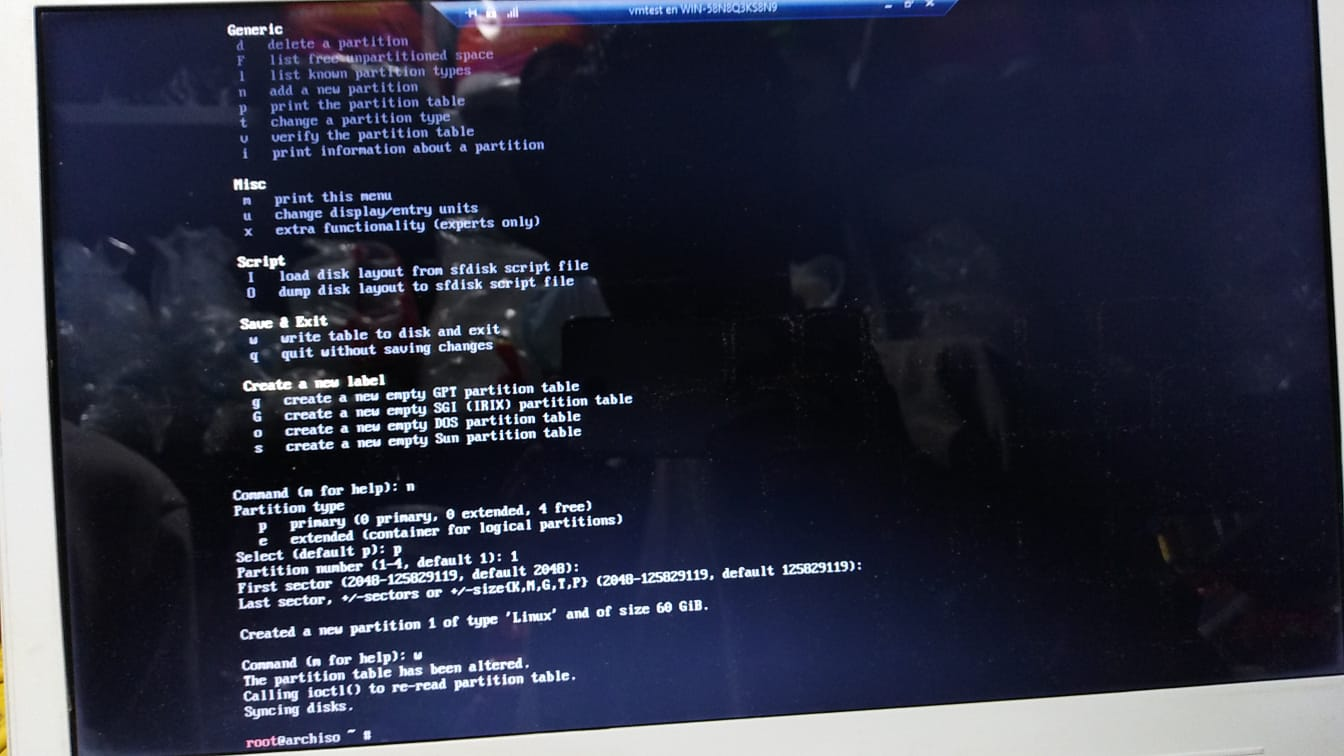 vmtest en WIN-58N8Q3KS8N9
Generic
d delete a partition
F list free unpartitioned space
l list known partition types
n add a new partition
p print the partition table
t change a partition type
v verify the partition table
i print information about a partition
Misc
m print this menu
u change display/entry units
x extra functionality (experts only)
Script
I load disk layout from sfdisk script file
O dump disk layout to sfdisk script file
Save & Exit
w write table to disk and exit
q quit without saving changes
Create a new label
g create a new empty GPT partition table
G create a new empty SGI (IRIX) partition table
o create a new empty DOS partition table
s create a new empty Sun partition table
Command (m for help): n
Partition type
p primary (0 primary, 0 extended, 4 free)
e extended (container for logical partitions)
Select (default p): p
Partition number (1-4, default 1): 1
First sector (2048-125829119, default 2048):
Last sector, +/-sectors or +/-size{K,M,G,T,P} (2048-125829119, default 125829119):
Created a new partition 1 of type 'Linux' and of size 60 GiB.
Command (m for help): w
The partition table has been altered.
Calling ioctl() to re-read partition table.
Syncing disks.
root@archiso ~ #